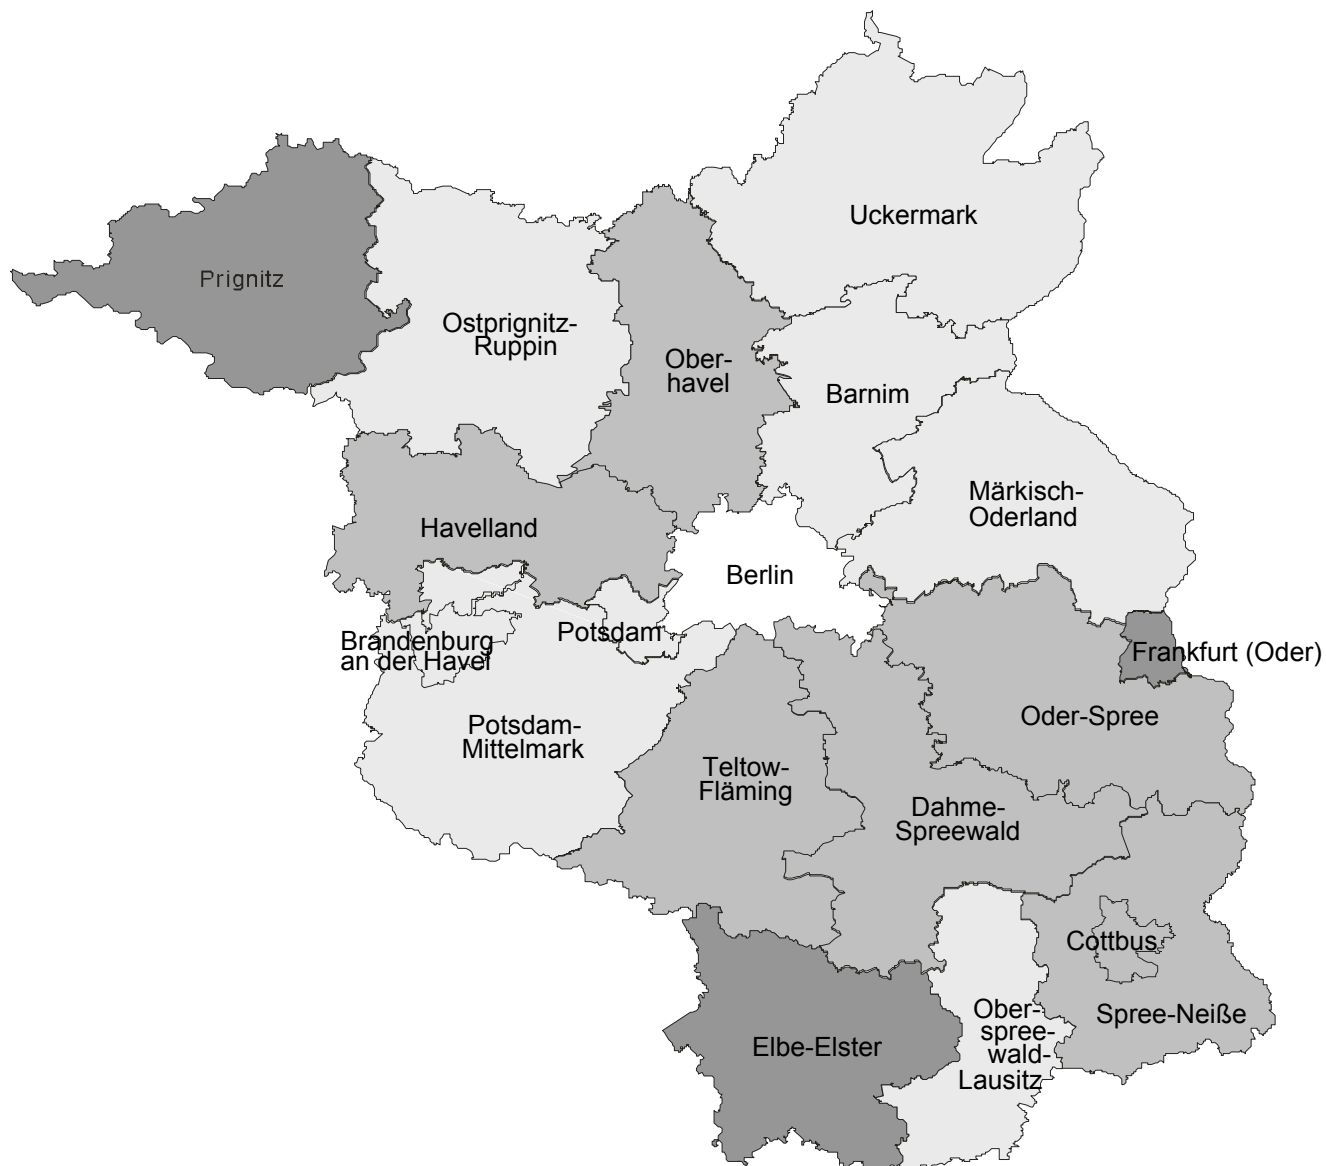 Uckermark
Prignitz
Ostprignitz-
Ruppin
Ober-
havel
Barnim
Märkisch-
Oderland
Havelland
Berlin
Brandenburg
an der Havel
Potsdam
Frankfurt (Oder)
Potsdam-
Mittelmark
Oder-Spree
Teltow-
Fläming
Dahme-
Spreewald
Cottbus
Spree-Neiße
Elbe-Elster
Ober-
spree-
wald-
Lausitz